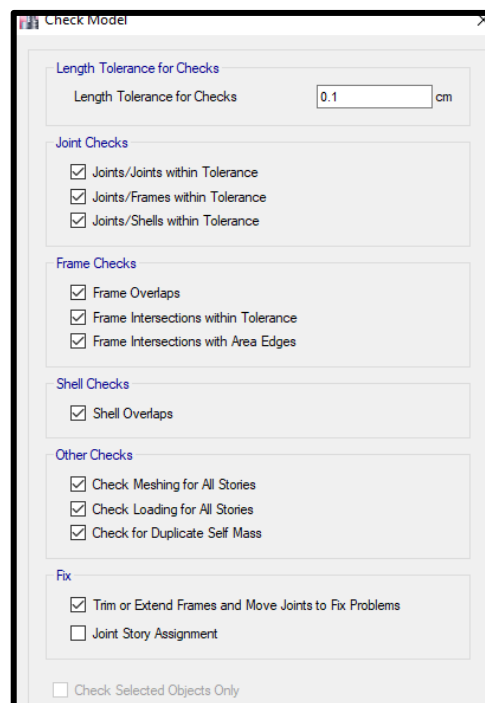 Check Model
Length Tolerance for Checks
Length Tolerance for Checks 0.1 cm
Joint Checks
Joints/Joints within Tolerance
Joints/Frames within Tolerance
Joints/Shells within Tolerance
Frame Checks
Frame Overlaps
Frame Intersections within Tolerance
Frame Intersections with Area Edges
Shell Checks
Shell Overlaps
Other Checks
Check Meshing for All Stories
Check Loading for All Stories
Check for Duplicate Self Mass
Fix
Trim or Extend Frames and Move Joints to Fix Problems
Joint Story Assignment
Check Selected Objects Only